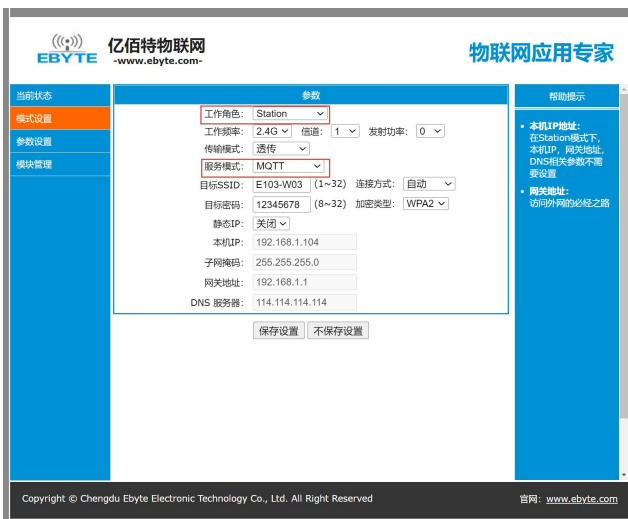 EBYTE
亿佰特物联网
-www.ebyte.com-
物联网应用专家
当前状态
模式设置
参数设置
模块管理
参数
工作角色: Station
工作频率: 2.4G 信道: 1 发射功率: 0
传输模式: 透传
服务模式: MQTT
目标SSID: E103-W03 (1~32) 连接方式: 自动
目标密码: 12345678 (8~32) 加密类型: WPA2
静态IP: 关闭
本机IP: 192.168.1.104
子网掩码: 255.255.255.0
网关地址: 192.168.1.1
DNS 服务器: 114.114.114.114
保存设置 不保存设置
帮助提示
• 本机IP地址:
在Station模式下，
本机IP，网关地址，
DNS相关参数不需
要设置
• 网关地址:
访问外网的必经之路
Copyright © Chengdu Ebyte Electronic Technology Co., Ltd. All Right Reserved
官网: www.ebyte.com